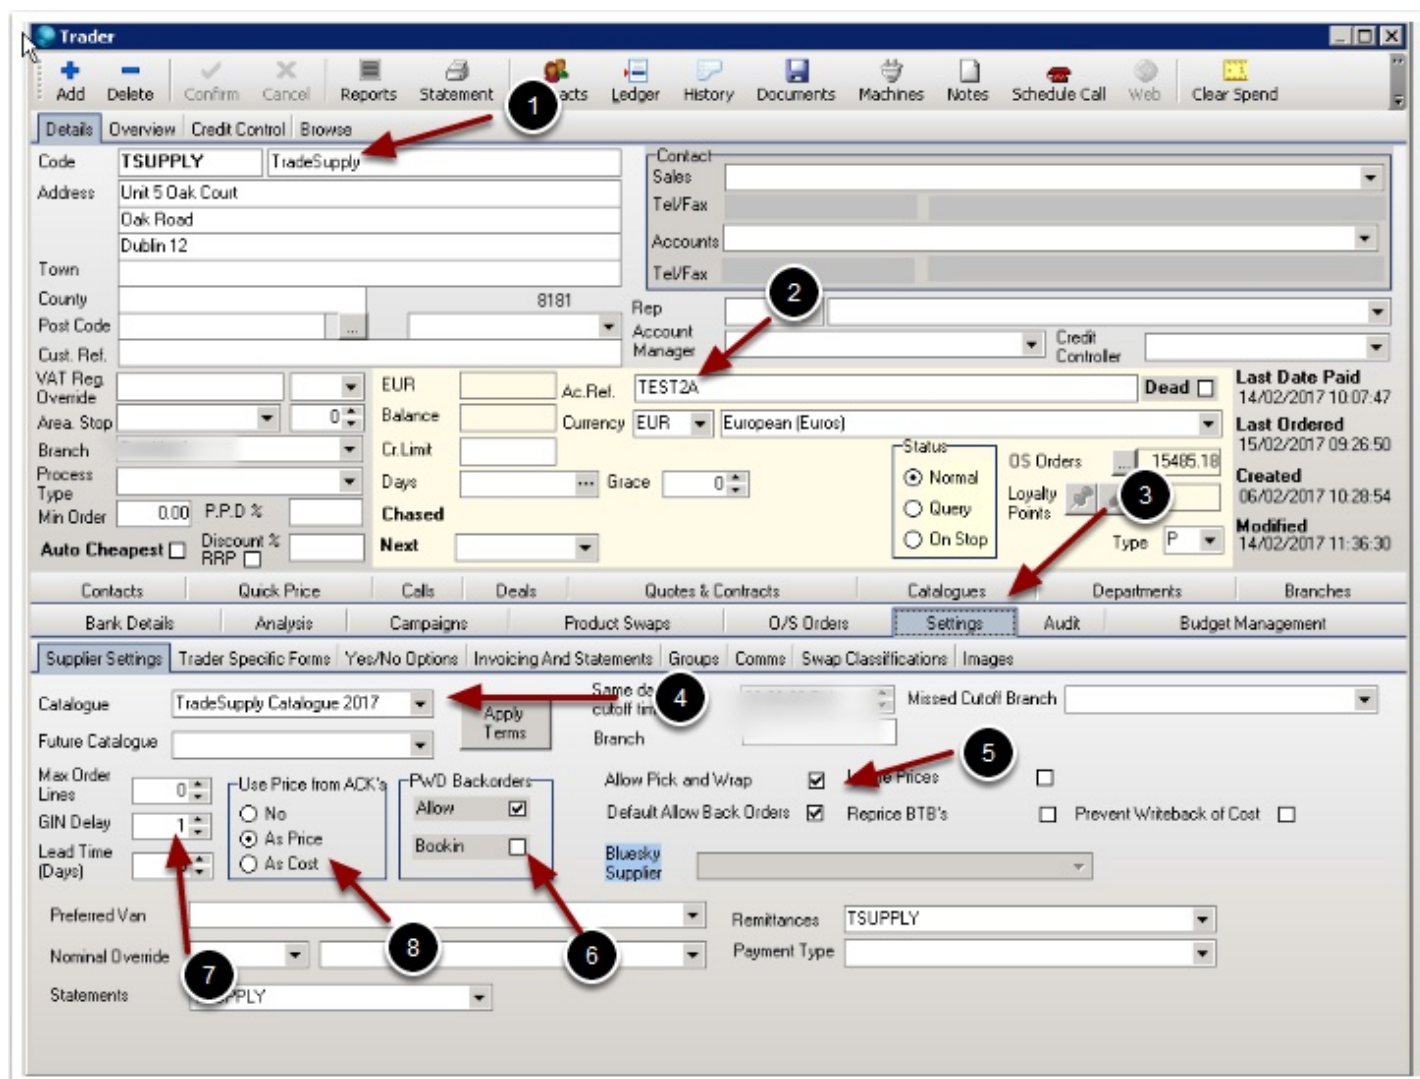 Trader
Add Delete Confirm Cancel Reports Statement Ledger History Documents Machines Notes Schedule Call Web Clear Spend
1
Details Overview Credit Control Browse
Code TSUPPLY TradeSupply
Address Unit 5 Oak Court
Oak Road
Dublin 12
Town
County 8181
Post Code ...
Cust. Ref.
Contact
Sales
Tel/Fax
Accounts
Tel/Fax
2
Rep
Account Manager
Credit Controller
VAT Reg. Override
Area. Stop 0
Branch
Process Type
Min Order 0.00 P.P.D %
Auto Cheapest Discount %
RRP
EUR
Balance
Cr.Limit
Days ... Grace 0
Chased
Next
Ac.Ref. TEST2A Dead
Currency EUR European (Euros)
Status
Normal
Query
On Stop
OS Orders ... 15485.18
Loyalty Points
3
Type P
Last Date Paid
14/02/2017 10:07:47
Last Ordered
15/02/2017 09:26:50
Created
06/02/2017 10:28:54
Modified
14/02/2017 11:36:30
Contacts Quick Price Calls Deals Quotes & Contracts Catalogues Departments Branches
Bank Details Analysis Campaigns Product Swaps O/S Orders Settings Audit Budget Management
Supplier Settings Trader Specific Forms Yes/No Options Invoicing And Statements Groups Comms Swap Classifications Images
Catalogue TradeSupply Catalogue 2017
Future Catalogue
Apply Terms
4
Same
cutoff
Missed Cutoff Branch
Branch
5
Max Order Lines 0
GIN Delay 1
Lead Time (Days)
Use Price from ACK's
No
As Price
As Cost
PWD Backorders
Allow
Bookin
Allow Pick and Wrap Prices
Default Allow Back Orders Reprice BTB's Prevent Writeback of Cost
Bluesky Supplier
Preferred Van
Nominal Override
7
8
6
Remittances TSUPPLY
Payment Type
Statements